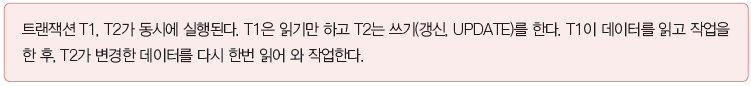 트랜잭션 T1, T2가 동시에 실행된다. T1은 읽기만 하고 T2는 쓰기(갱신, UPDATE)를 한다. T1이 데이터를 읽고 작업을
한 후, T2가 변경한 데이터를 다시 한번 읽어 와 작업한다.